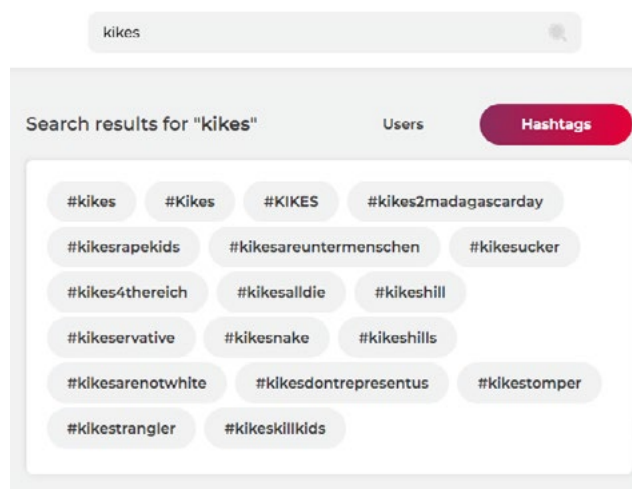 kikes
Search results for "kikes" Users Hashtags
#kikes #Kikes #KIKES #kikes2madagascarday
#kikesrapekids #kikesareuntermenschen #kikesucker
#kikes4thereich #kikesalldie #kikeshill
#kikeservative #kikesnake #kikeshills
#kikesarenotwhite #kikesdontrepresentus #kikestomper
#kikestrangler #kikeskillkids